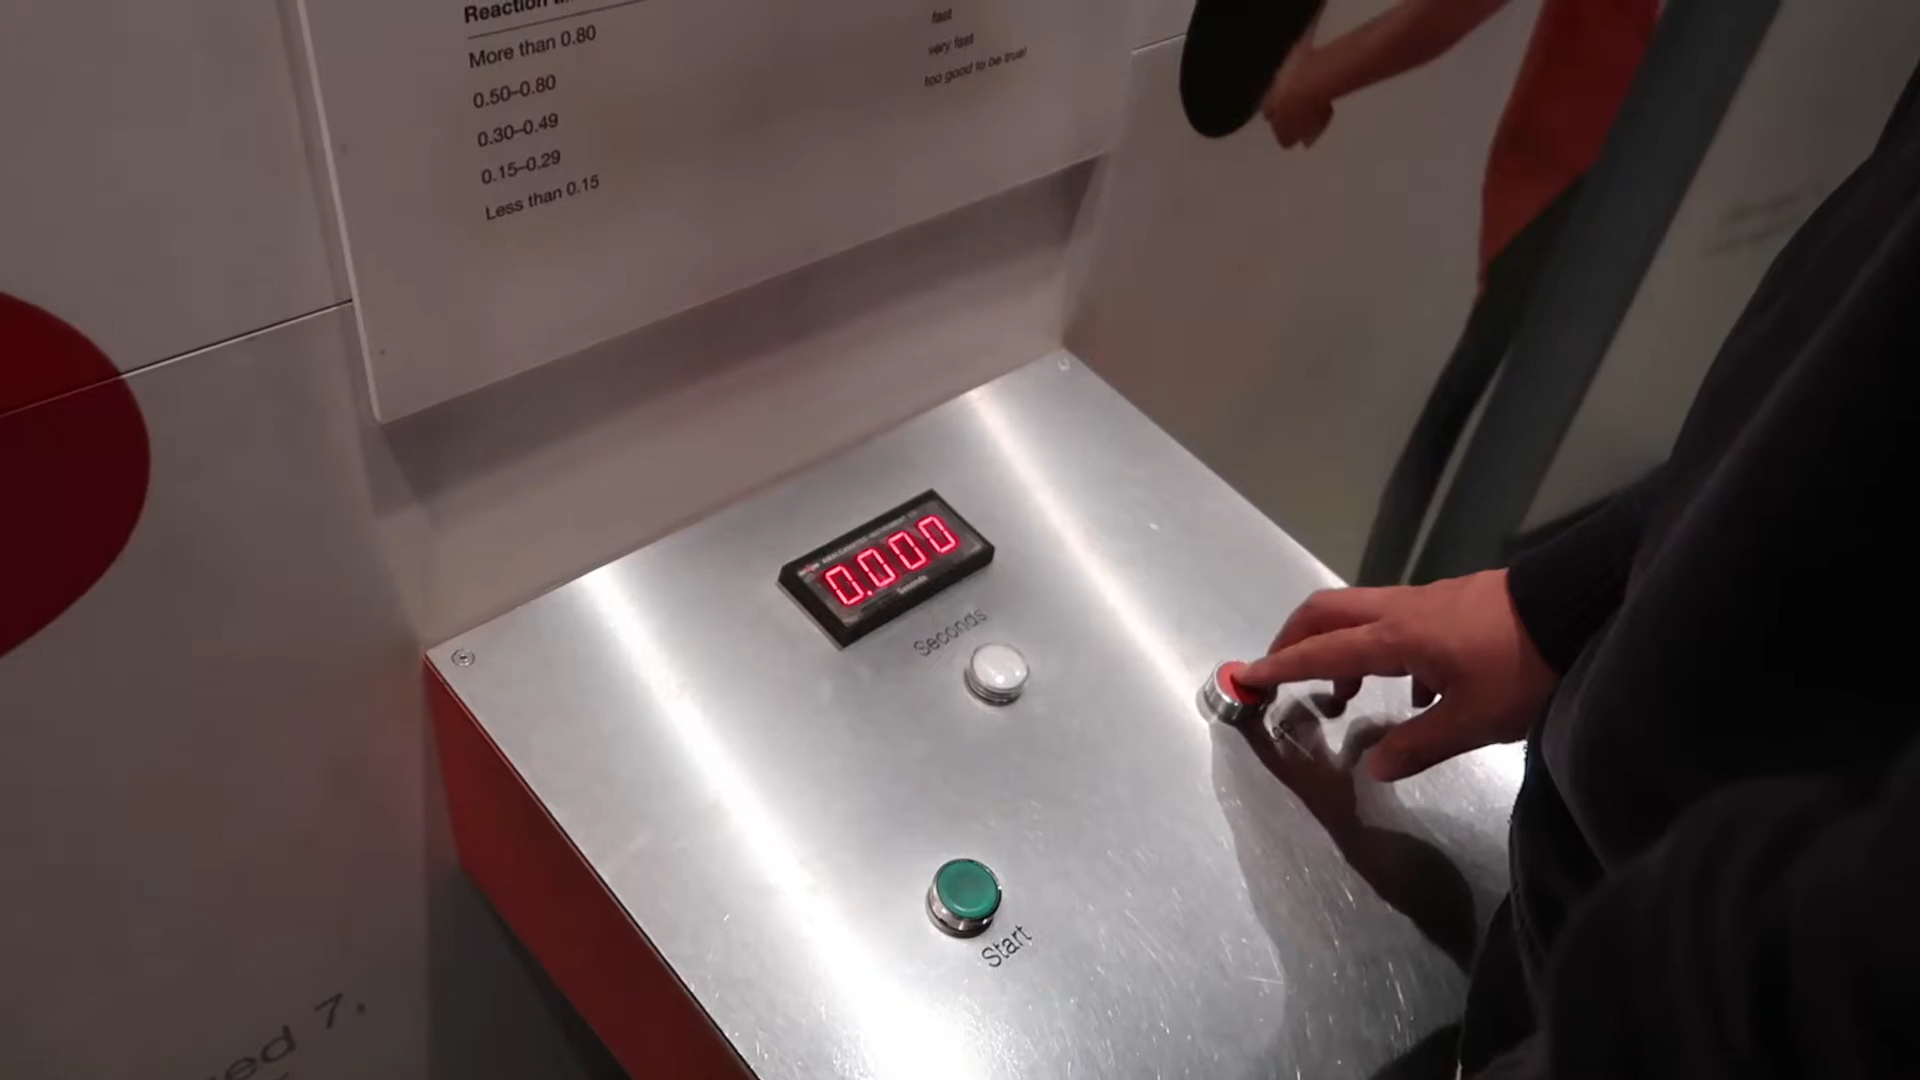 Reaction
More than 0.80
0.50–0.80
0.30–0.49 fast
0.15–0.29 very fast
Less than 0.15 too good to be true!
0.000
Seconds
Seconds
Start
ed 7.